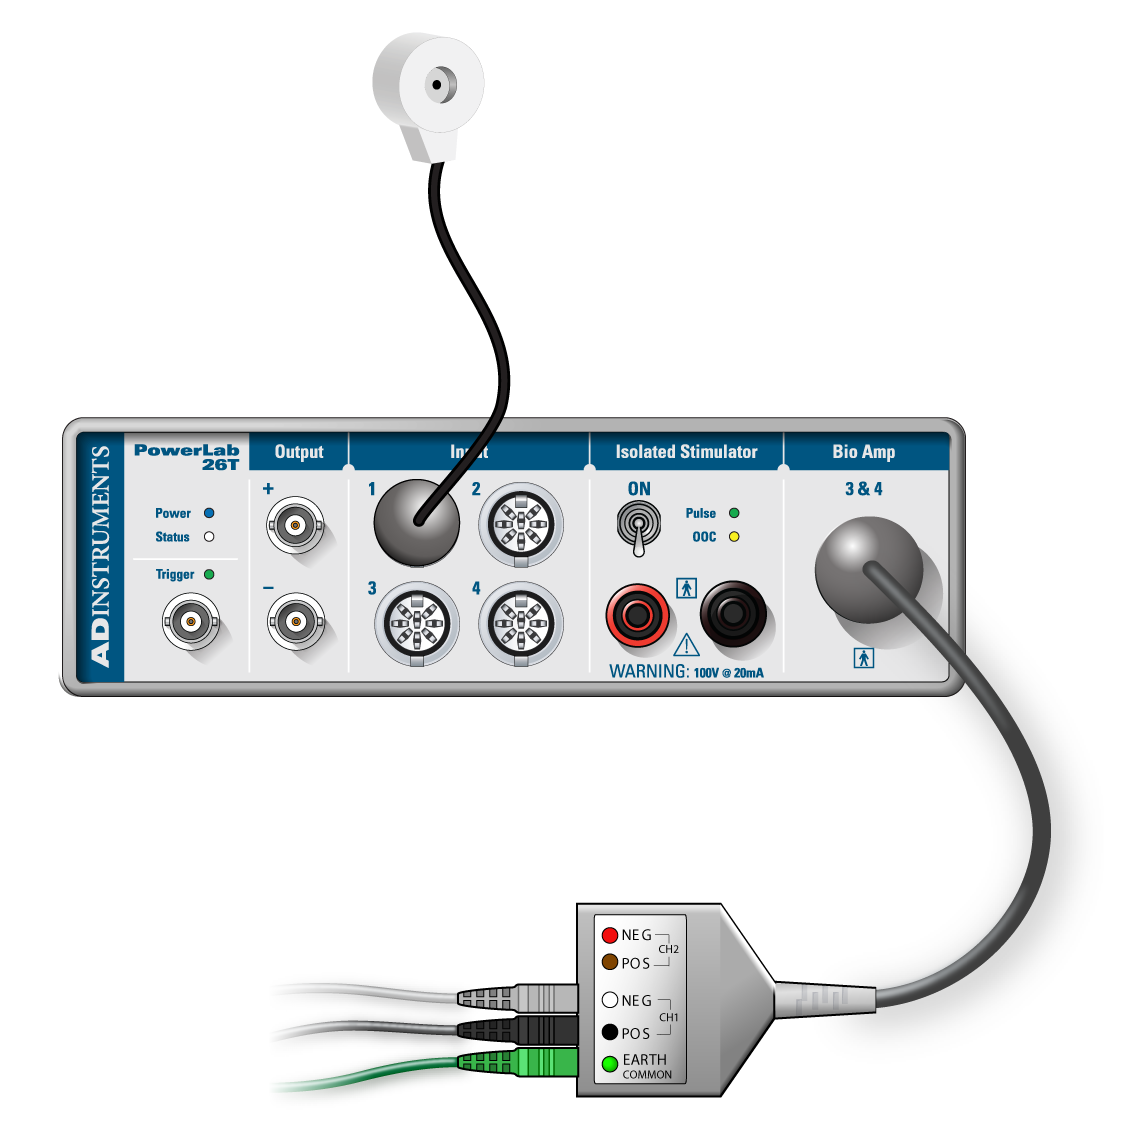 ADINSTRUMENTS
PowerLab
26T
Power
Status
Trigger
Output
+
–
Input
1
2
3
4
Isolated Stimulator
ON
Pulse
OOC
WARNING: 100V @ 20mA
Bio Amp
3 & 4
NEG
CH2
POS
NEG
CH1
POS
EARTH
COMMON